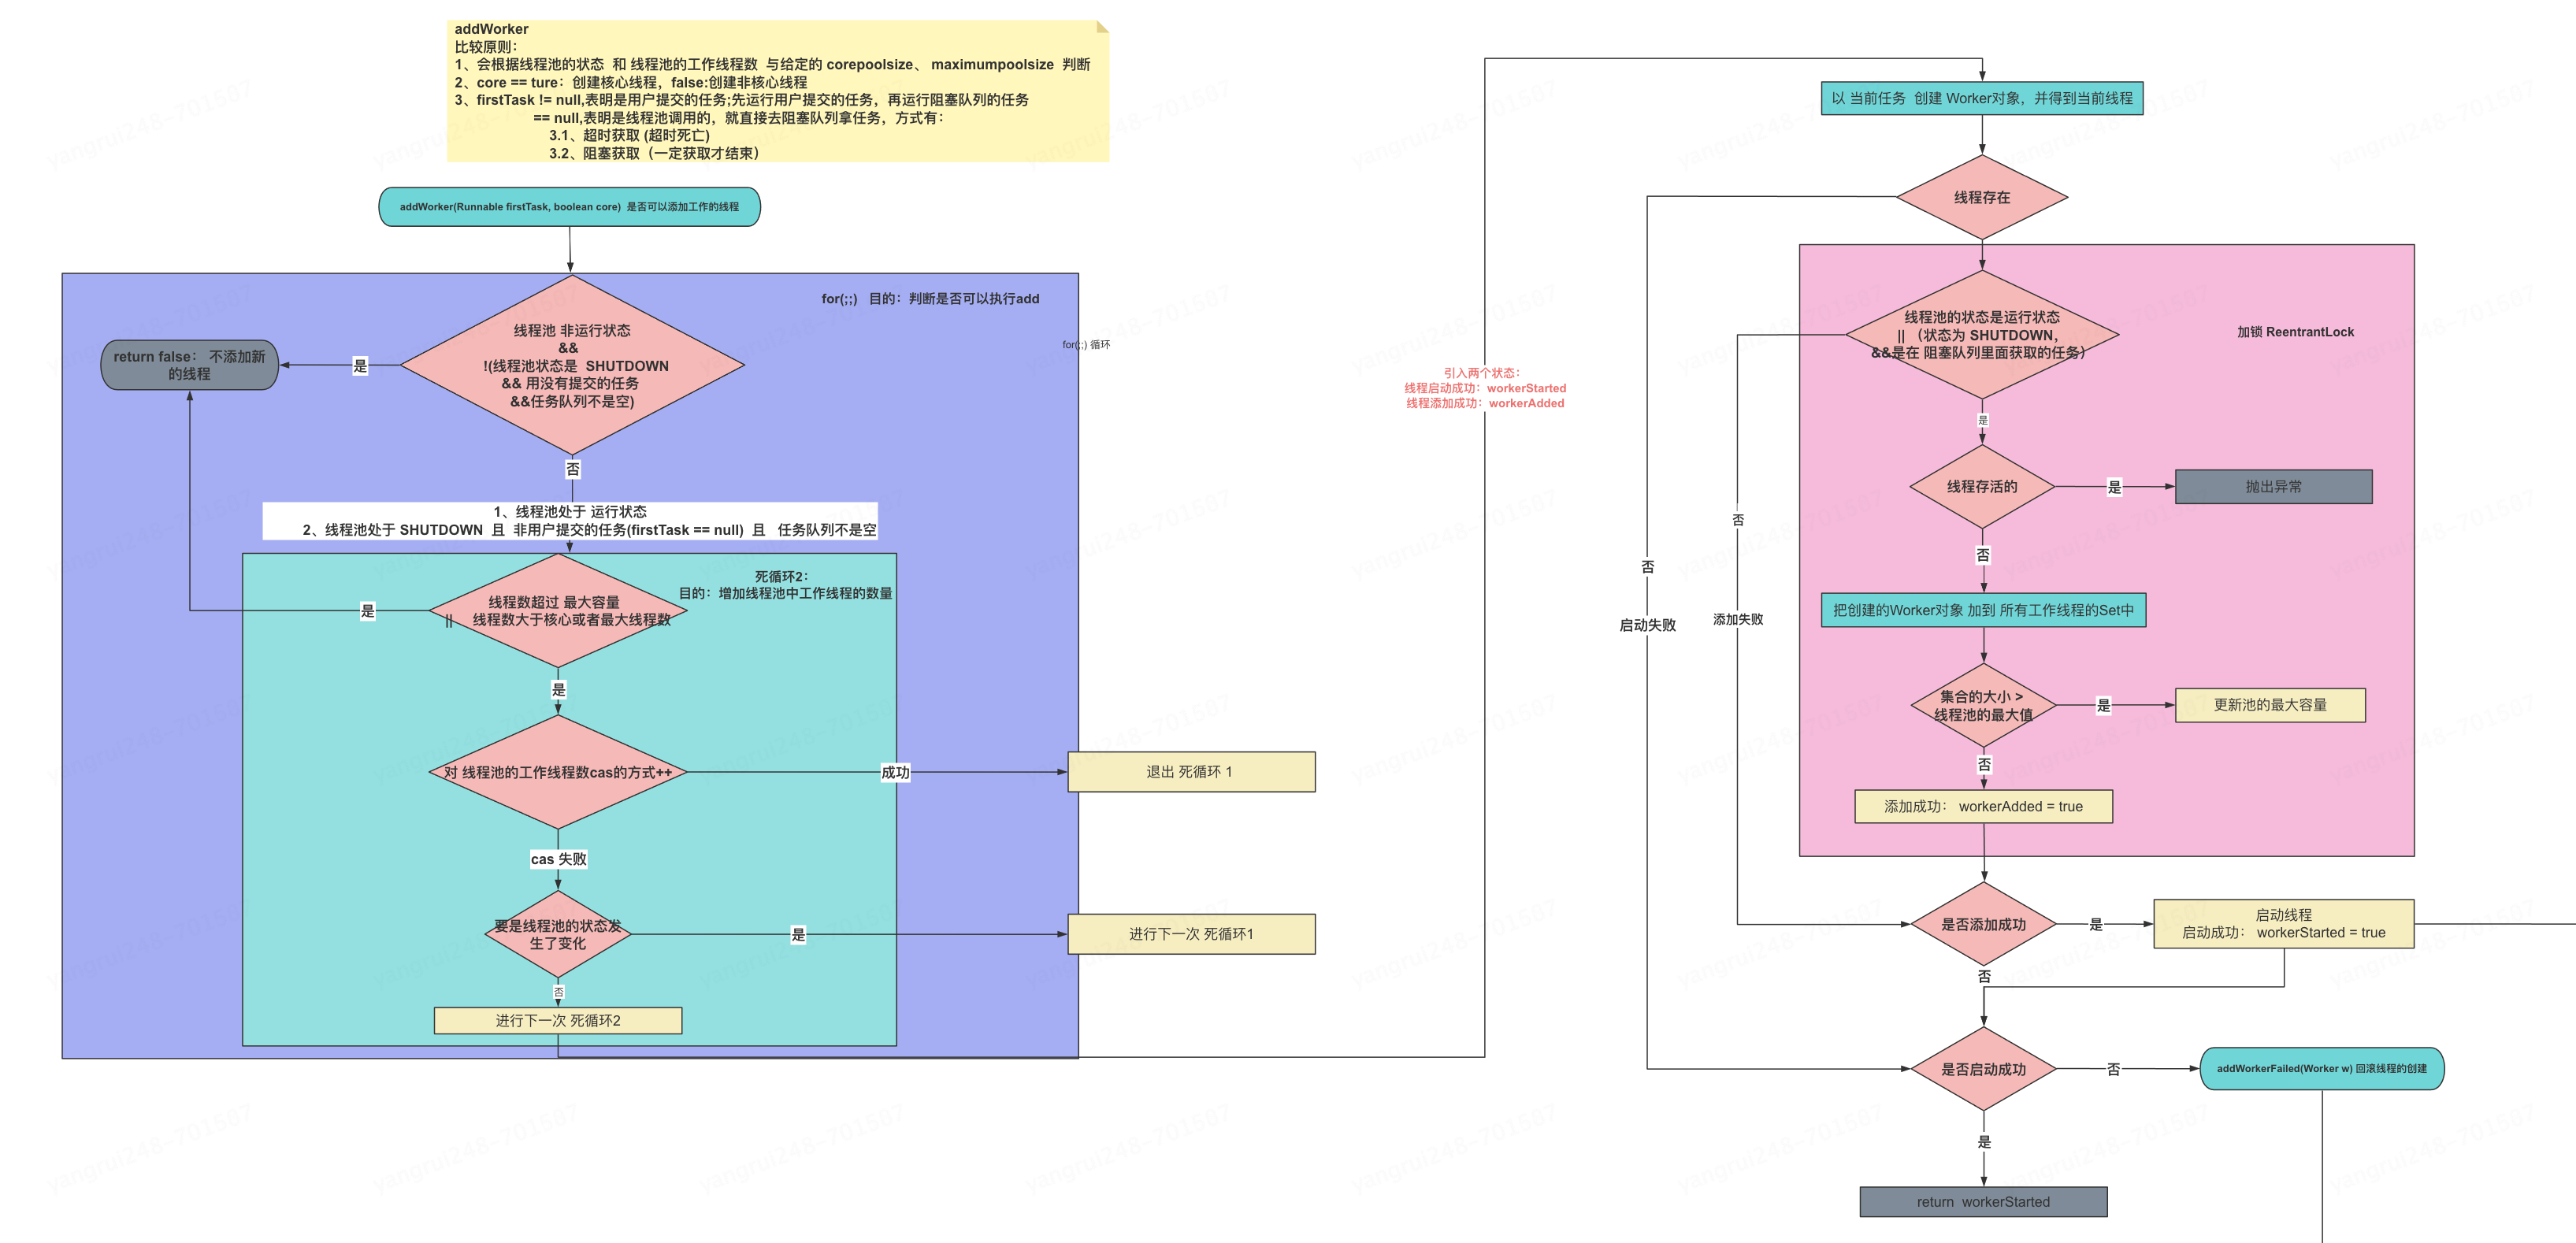 addWorker
比较原则：
1、会根据线程池的状态 和 线程池的工作线程数 与给定的 corepoolsize、 maximumpoolsize 判断
2、core == ture：创建核心线程，false:创建非核心线程
3、firstTask != null,表明是用户提交的任务;先运行用户提交的任务，再运行阻塞队列的任务
== null,表明是线程池调用的，就直接去阻塞队列拿任务，方式有：
3.1、超时获取 (超时死亡)
3.2、阻塞获取（一定获取才结束）
addWorker(Runnable firstTask, boolean core) 是否可以添加工作的线程
for(;;) 目的：判断是否可以执行add
for(;;) 循环
线程池 非运行状态
&&
!(线程池状态是 SHUTDOWN
&& 用没有提交的任务
&&任务队列不是空)
是
return false： 不添加新
的线程
否
1、线程池处于 运行状态
2、线程池处于 SHUTDOWN 且 非用户提交的任务(firstTask == null) 且 任务队列不是空
死循环2：
目的：增加线程池中工作线程的数量
线程数超过 最大容量
|| 线程数大于核心或者最大线程数
是
是
对 线程池的工作线程数cas的方式++
成功
退出 死循环 1
cas 失败
要是线程池的状态发
生了变化
是
进行下一次 死循环1
否
进行下一次 死循环2
引入两个状态：
线程启动成功：workerStarted
线程添加成功：workerAdded
以 当前任务 创建 Worker对象，并得到当前线程
线程存在
加锁 ReentrantLock
线程池的状态是运行状态
|| （状态为 SHUTDOWN，
&&是在 阻塞队列里面获取的任务）
是
线程存活的
是
抛出异常
否
否
添加失败
否
启动失败
把创建的Worker对象 加到 所有工作线程的Set中
集合的大小 >
线程池的最大值
是
更新池的最大容量
否
添加成功： workerAdded = true
是否添加成功
是
启动线程
启动成功： workerStarted = true
否
是否启动成功
否
addWorkerFailed(Worker w) 回滚线程的创建
是
return workerStarted
yangrui248-701507